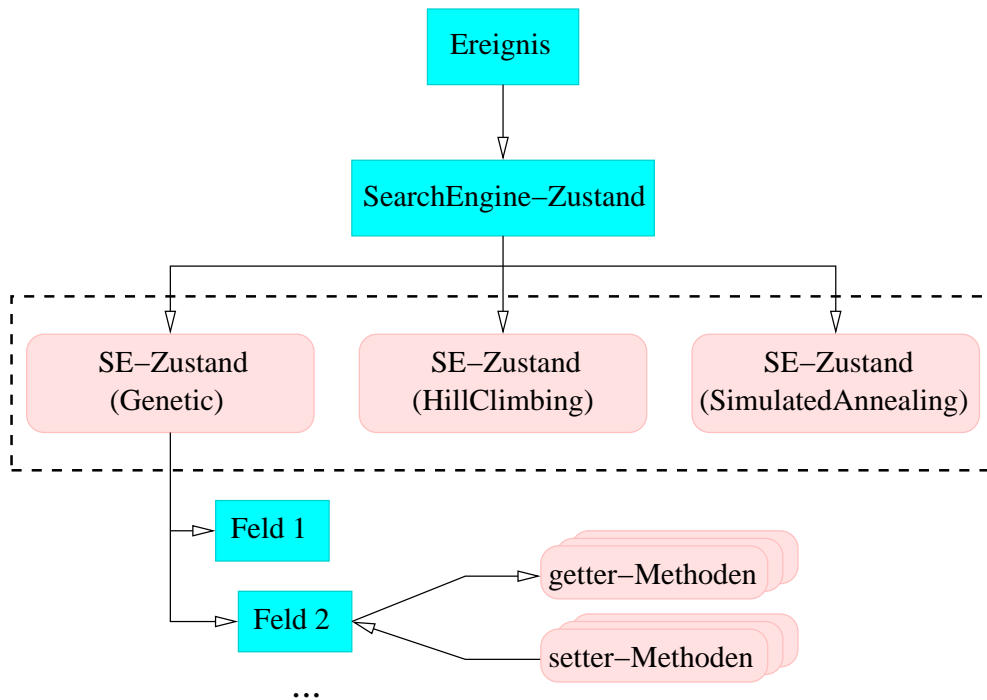 Ereignis
SearchEngine–Zustand
SE–Zustand
(Genetic)
SE–Zustand
(HillClimbing)
SE–Zustand
(SimulatedAnnealing)
Feld 1
getter–Methoden
Feld 2
setter–Methoden
...